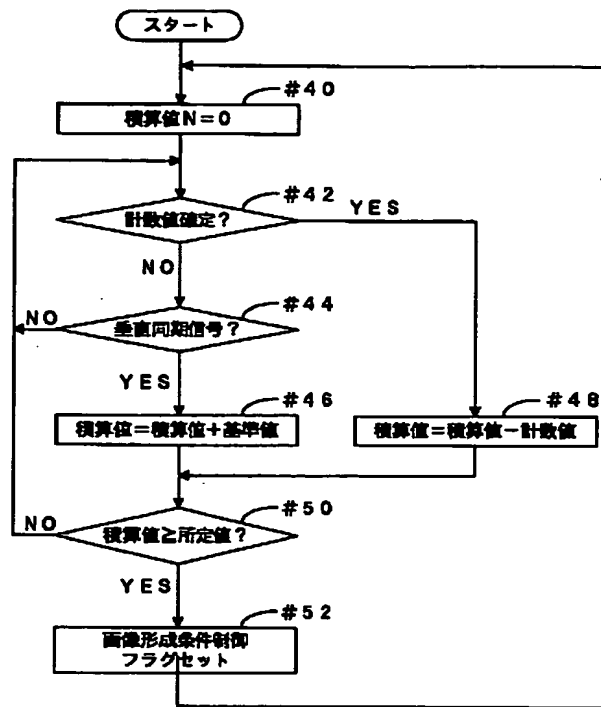 スタート
#40
積算値N=0
#42
計数値確定?
YES
NO
#44
垂直同期信号?
NO
YES
#46
積算値=積算値+基準値
#48
積算値=積算値-計数値
#50
積算値≧所定値?
NO
YES
#52
画像形成条件制御
フラグセット